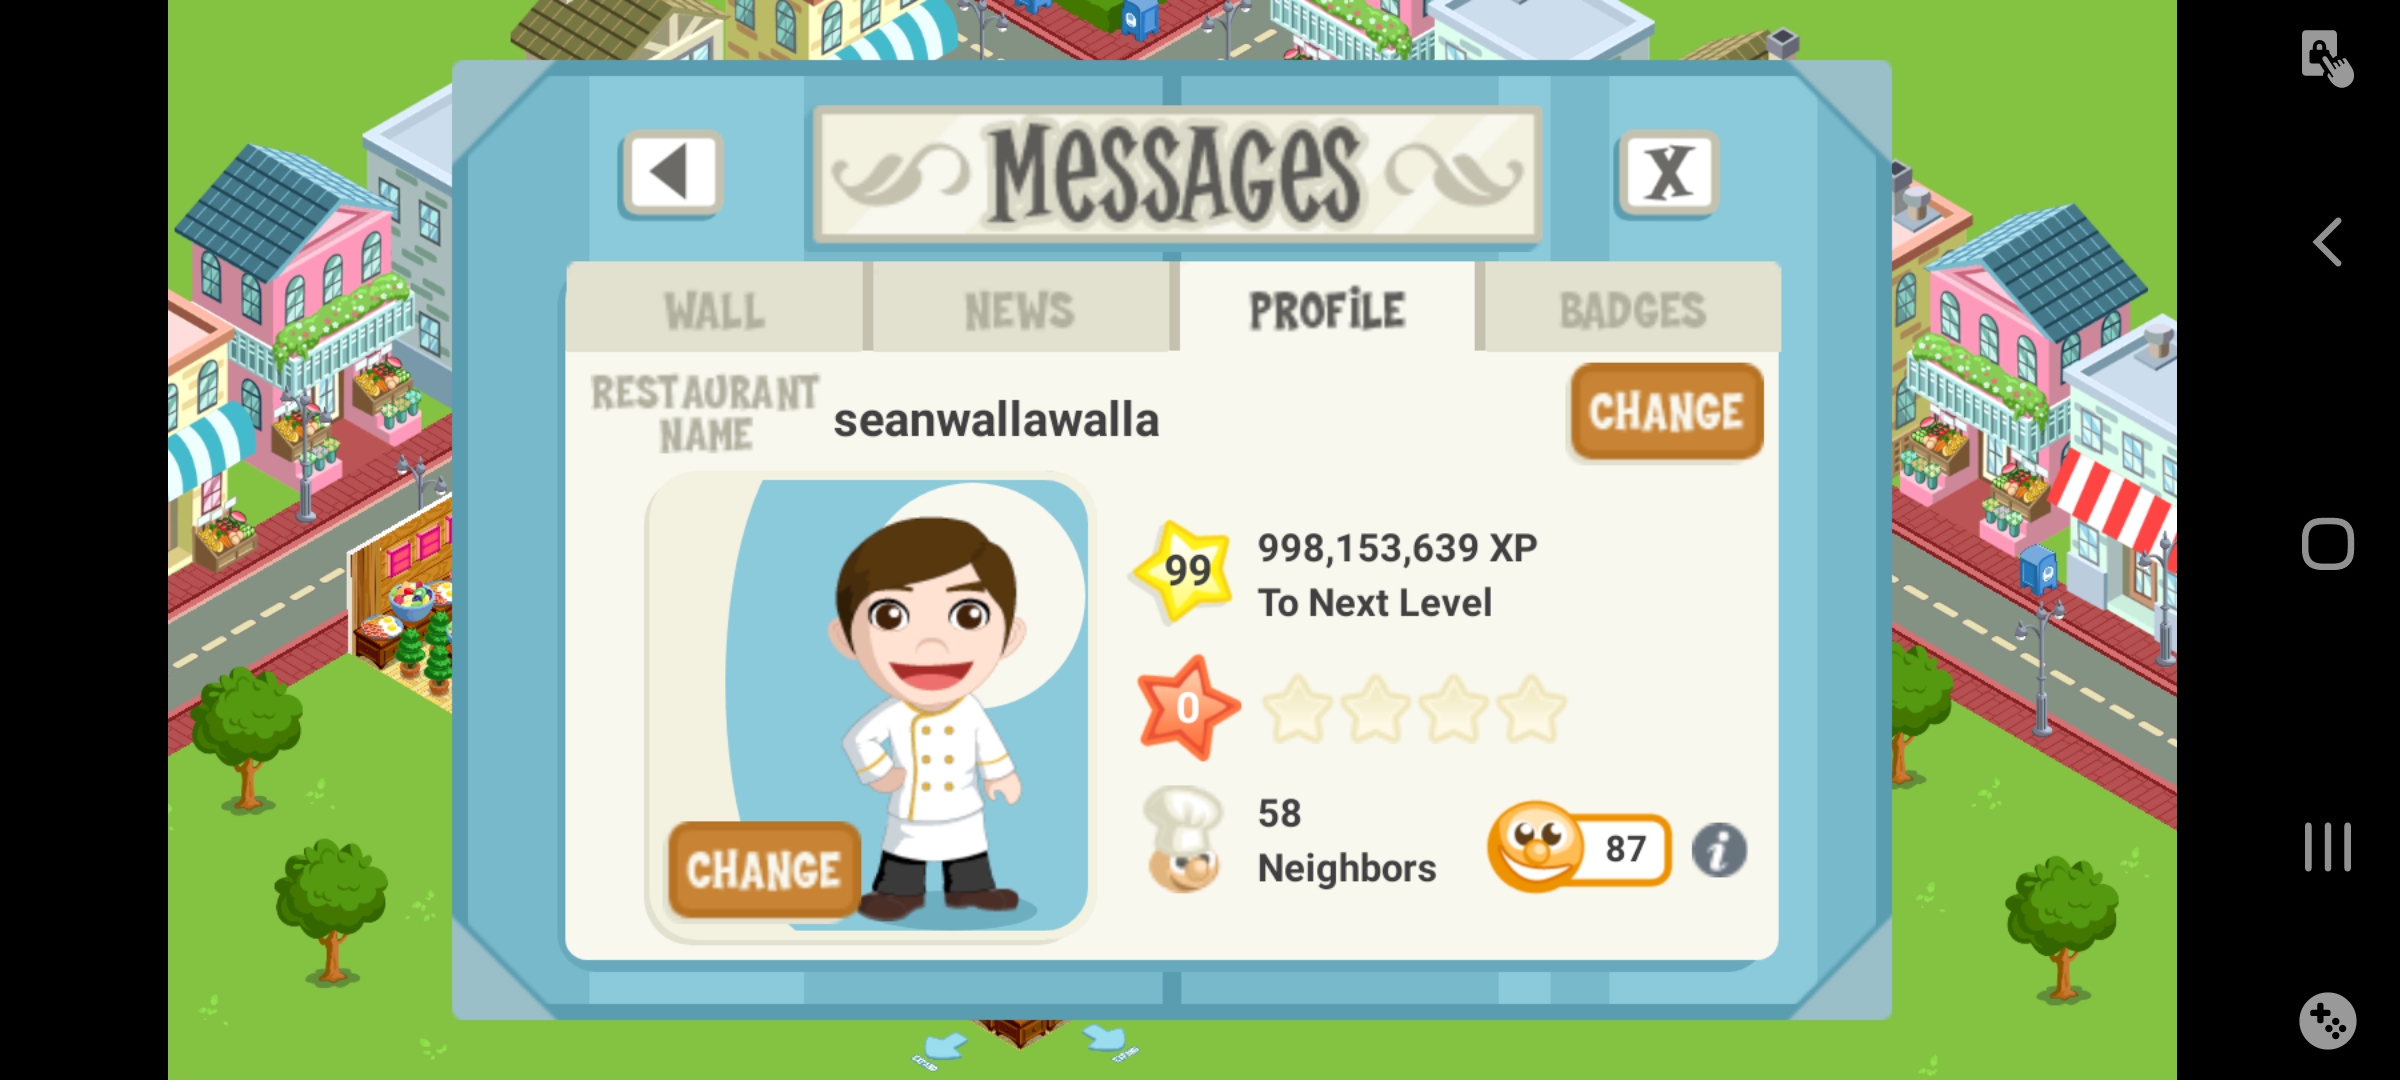 MESSAGES
X
WALL
NEWS
PROFILE
BADGES
RESTAURANT
NAME
seanwallawalla
CHANGE
99
998,153,639 XP
To Next Level
0
58
Neighbors
87
i
CHANGE